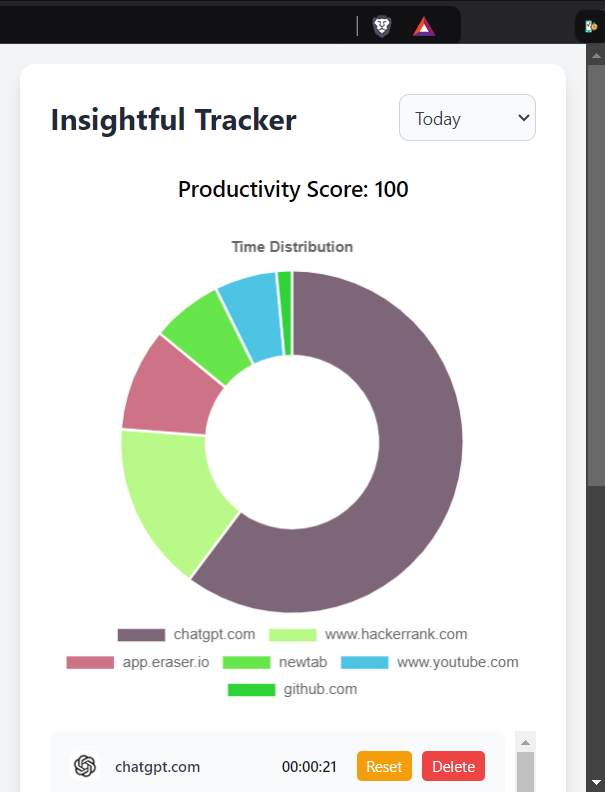 Insightful Tracker
Today
Productivity Score: 100
Time Distribution
chatgpt.com www.hackerrank.com
app.eraser.io newtab www.youtube.com
github.com
chatgpt.com 00:00:21 Reset Delete